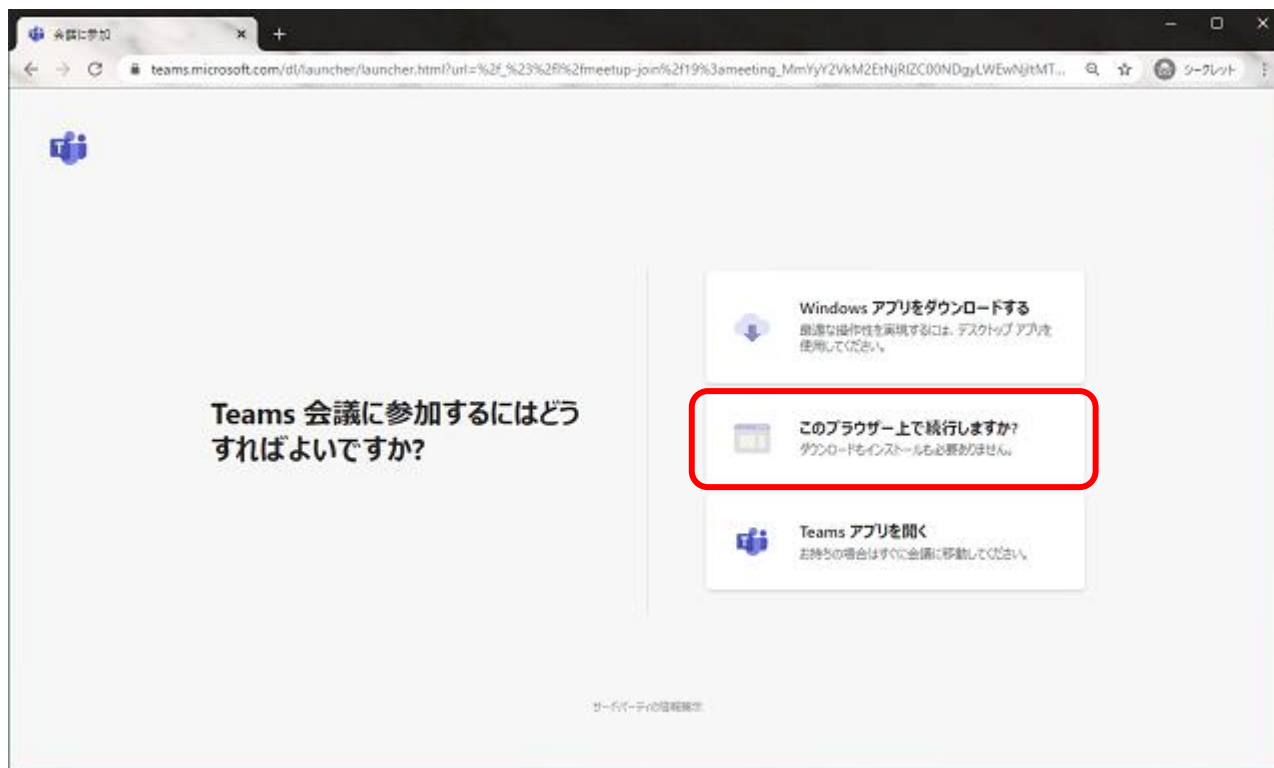 会議に参加
teams.microsoft.com/dl/launcher/launcher.html?url=%2f_%23%2fl%2fmeetup-join%2f19%3ameeting_
シークレット
Windows アプリをダウンロードする
最適な操作性を実現するには、デスクトップ アプリを
使用してください。
Teams 会議に参加するにはどう
すればよいですか?
このブラウザー上で続行しますか?
ダウンロードもインストールも必要ありません。
Teams アプリを開く
お持ちの場合はすぐに会議に移動してください。
サードパーティの情報開示